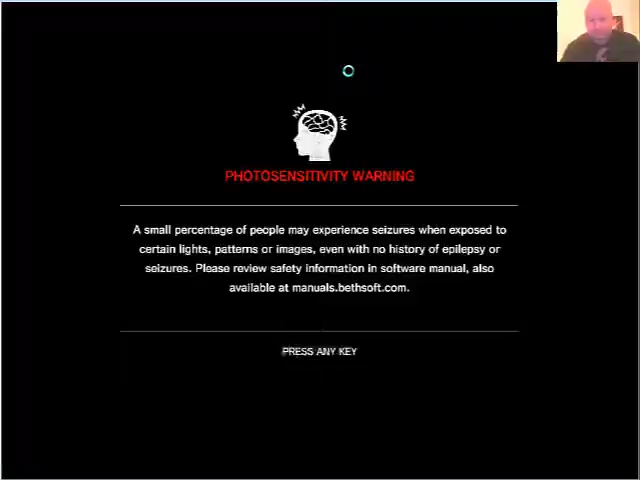 PHOTOSENSITIVITY WARNING
A small percentage of people may experience seizures when exposed to
certain lights, patterns or images, even with no history of epilepsy or
seizures. Please review safety information in software manual, also
available at manuals.bethsoft.com.
PRESS ANY KEY